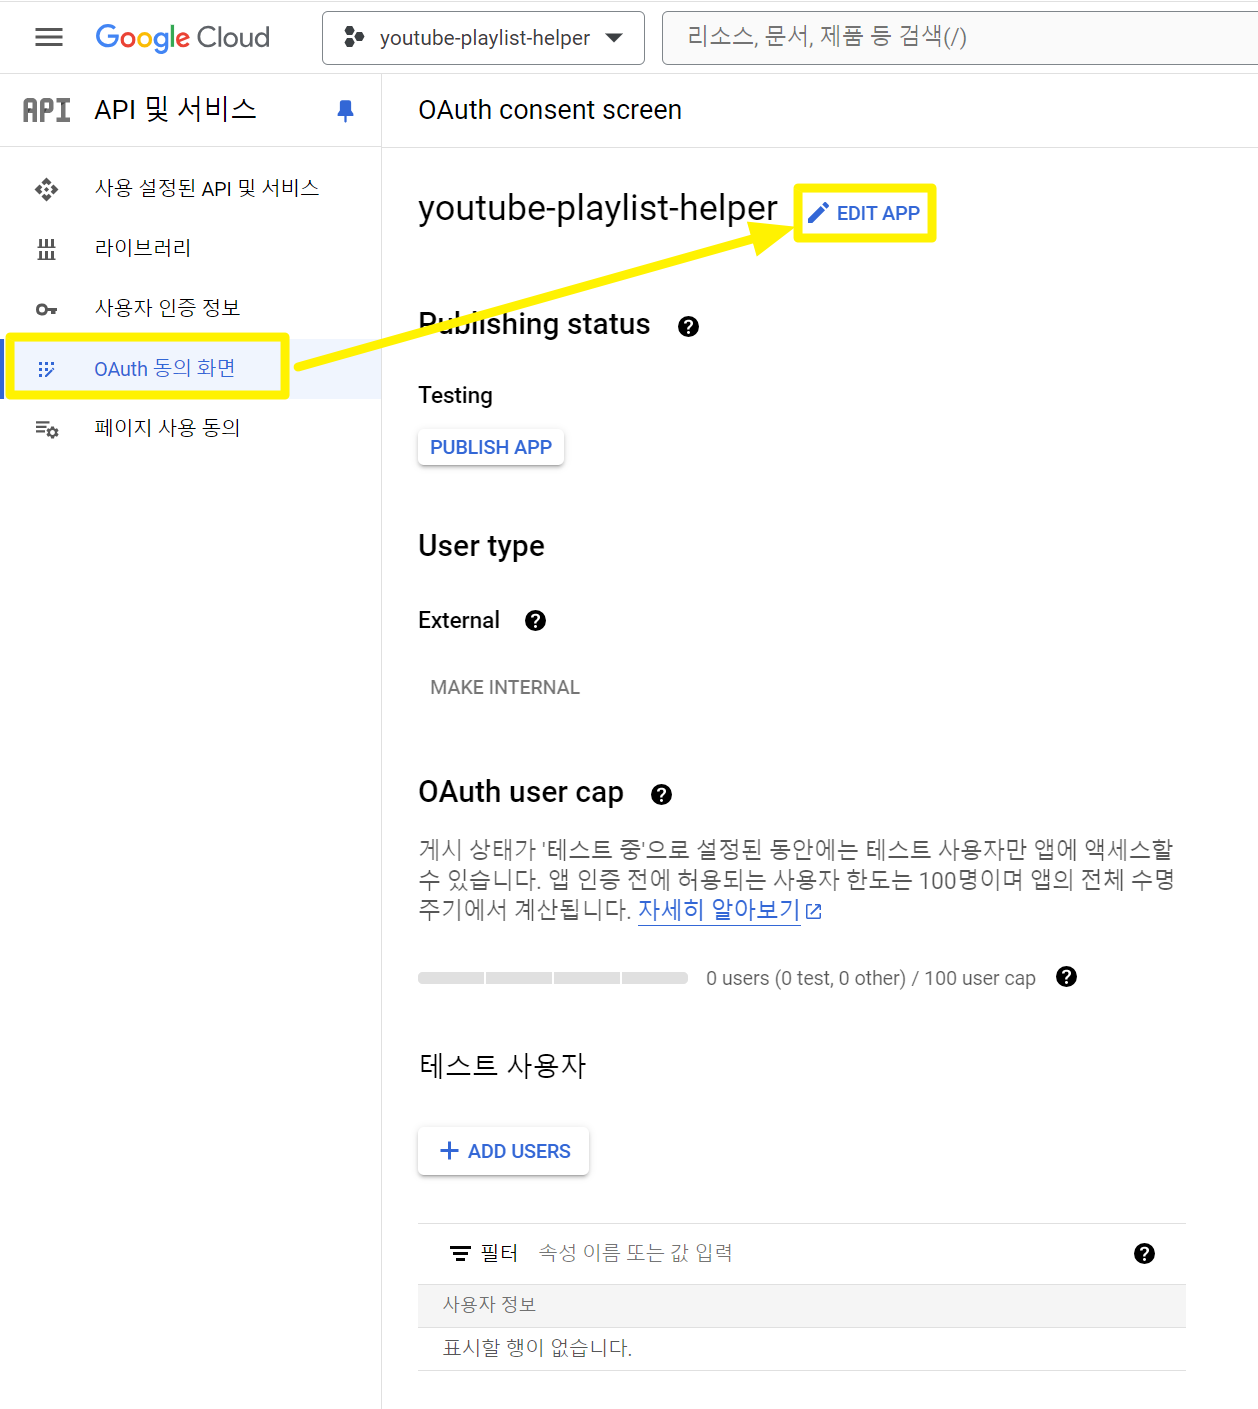 Google Cloud
youtube-playlist-helper
리소스, 문서, 제품 등 검색(/)
API
API 및 서비스
사용 설정된 API 및 서비스
라이브러리
사용자 인증 정보
OAuth 동의 화면
페이지 사용 동의
OAuth consent screen
youtube-playlist-helper
EDIT APP
Publishing status
Testing
PUBLISH APP
User type
External
MAKE INTERNAL
OAuth user cap
게시 상태가 '테스트 중'으로 설정된 동안에는 테스트 사용자만 앱에 액세스할
수 있습니다. 앱 인증 전에 허용되는 사용자 한도는 100명이며 앱의 전체 수명
주기에서 계산됩니다. 자세히 알아보기
0 users (0 test, 0 other) / 100 user cap
테스트 사용자
+ ADD USERS
필터 속성 이름 또는 값 입력
사용자 정보
표시할 행이 없습니다.